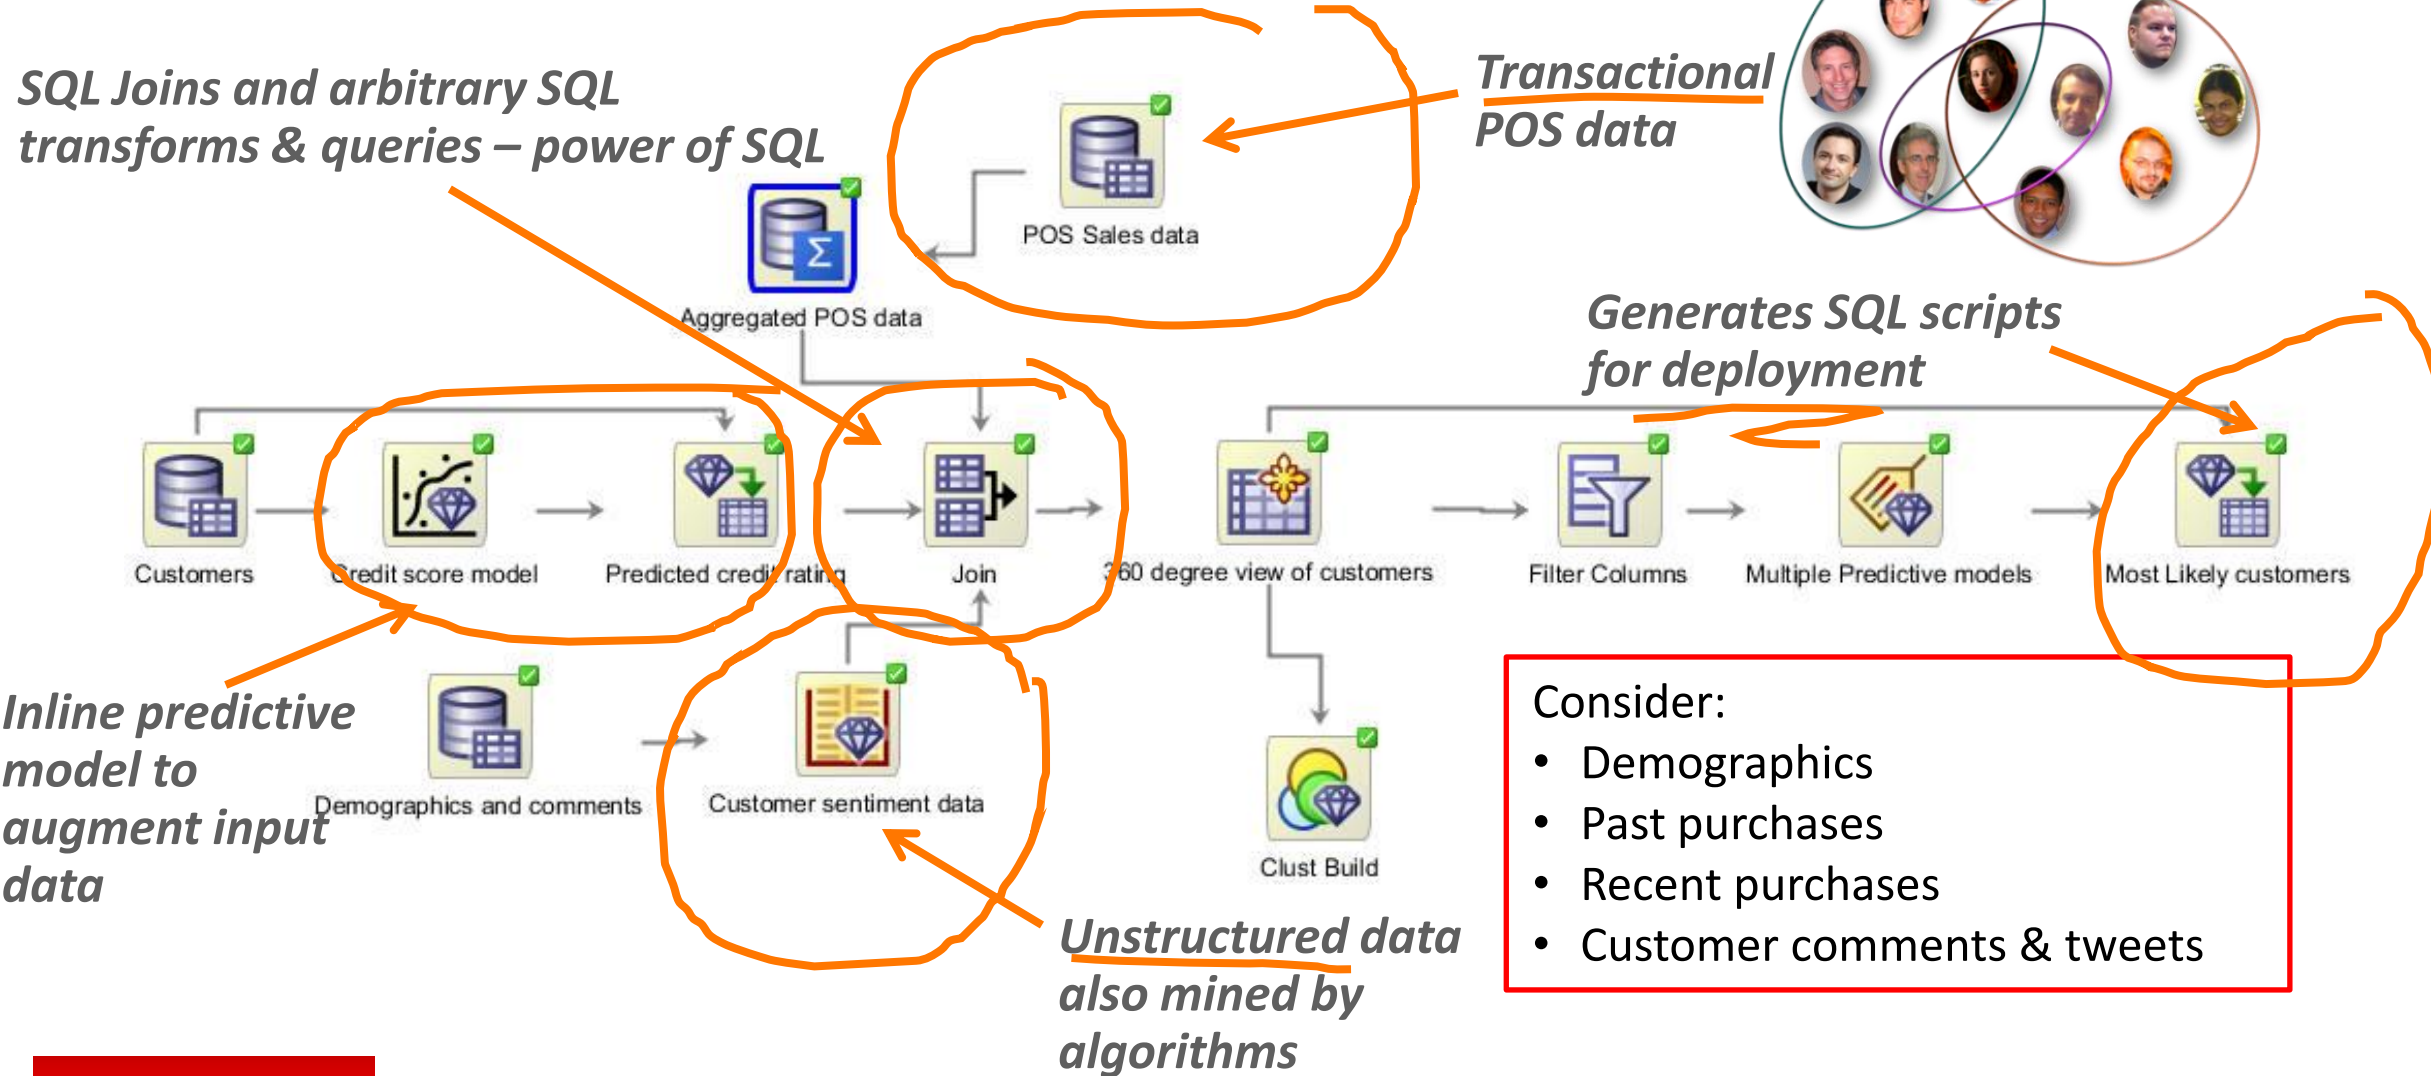 SQL Joins and arbitrary SQL
transforms & queries – power of SQL
Transactional
POS data
POS Sales data
Σ
Aggregated POS data
Generates SQL scripts
for deployment
Customers
Credit score model
Predicted credit rating
Join
360 degree view of customers
Filter Columns
Multiple Predictive models
Most Likely customers
Inline predictive
model to
augment input
data
Demographics and comments
Customer sentiment data
Clust Build
Unstructured data
also mined by
algorithms
Consider:
• Demographics
• Past purchases
• Recent purchases
• Customer comments & tweets